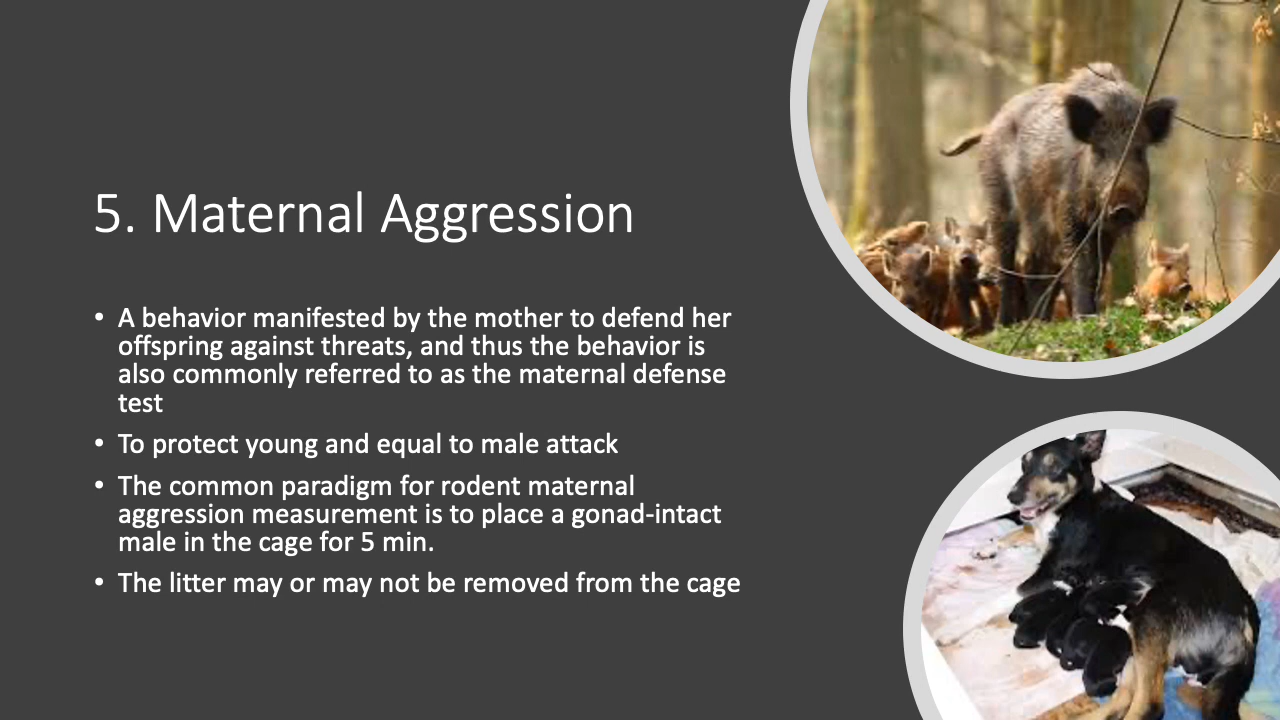 5. Maternal Aggression
• A behavior manifested by the mother to defend her
offspring against threats, and thus the behavior is
also commonly referred to as the maternal defense
test
• To protect young and equal to male attack
• The common paradigm for rodent maternal
aggression measurement is to place a gonad-intact
male in the cage for 5 min.
• The litter may or may not be removed from the cage